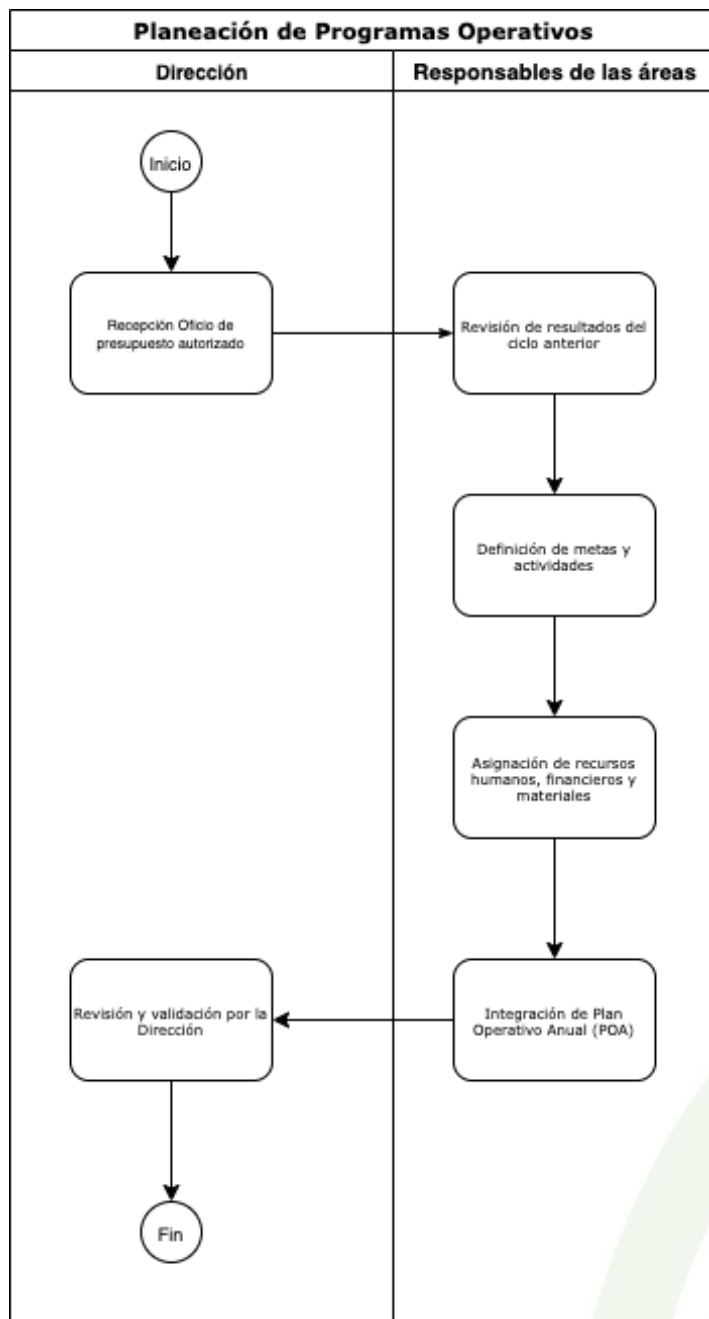 Planeación de Programas Operativos
Dirección
Responsables de las áreas
Inicio
Recepción Oficio de
presupuesto autorizado
Revisión de resultados del
ciclo anterior
Definición de metas y
actividades
Asignación de recursos
humanos, financieros y
materiales
Integración de Plan
Operativo Anual (POA)
Revisión y validación por la
Dirección
Fin